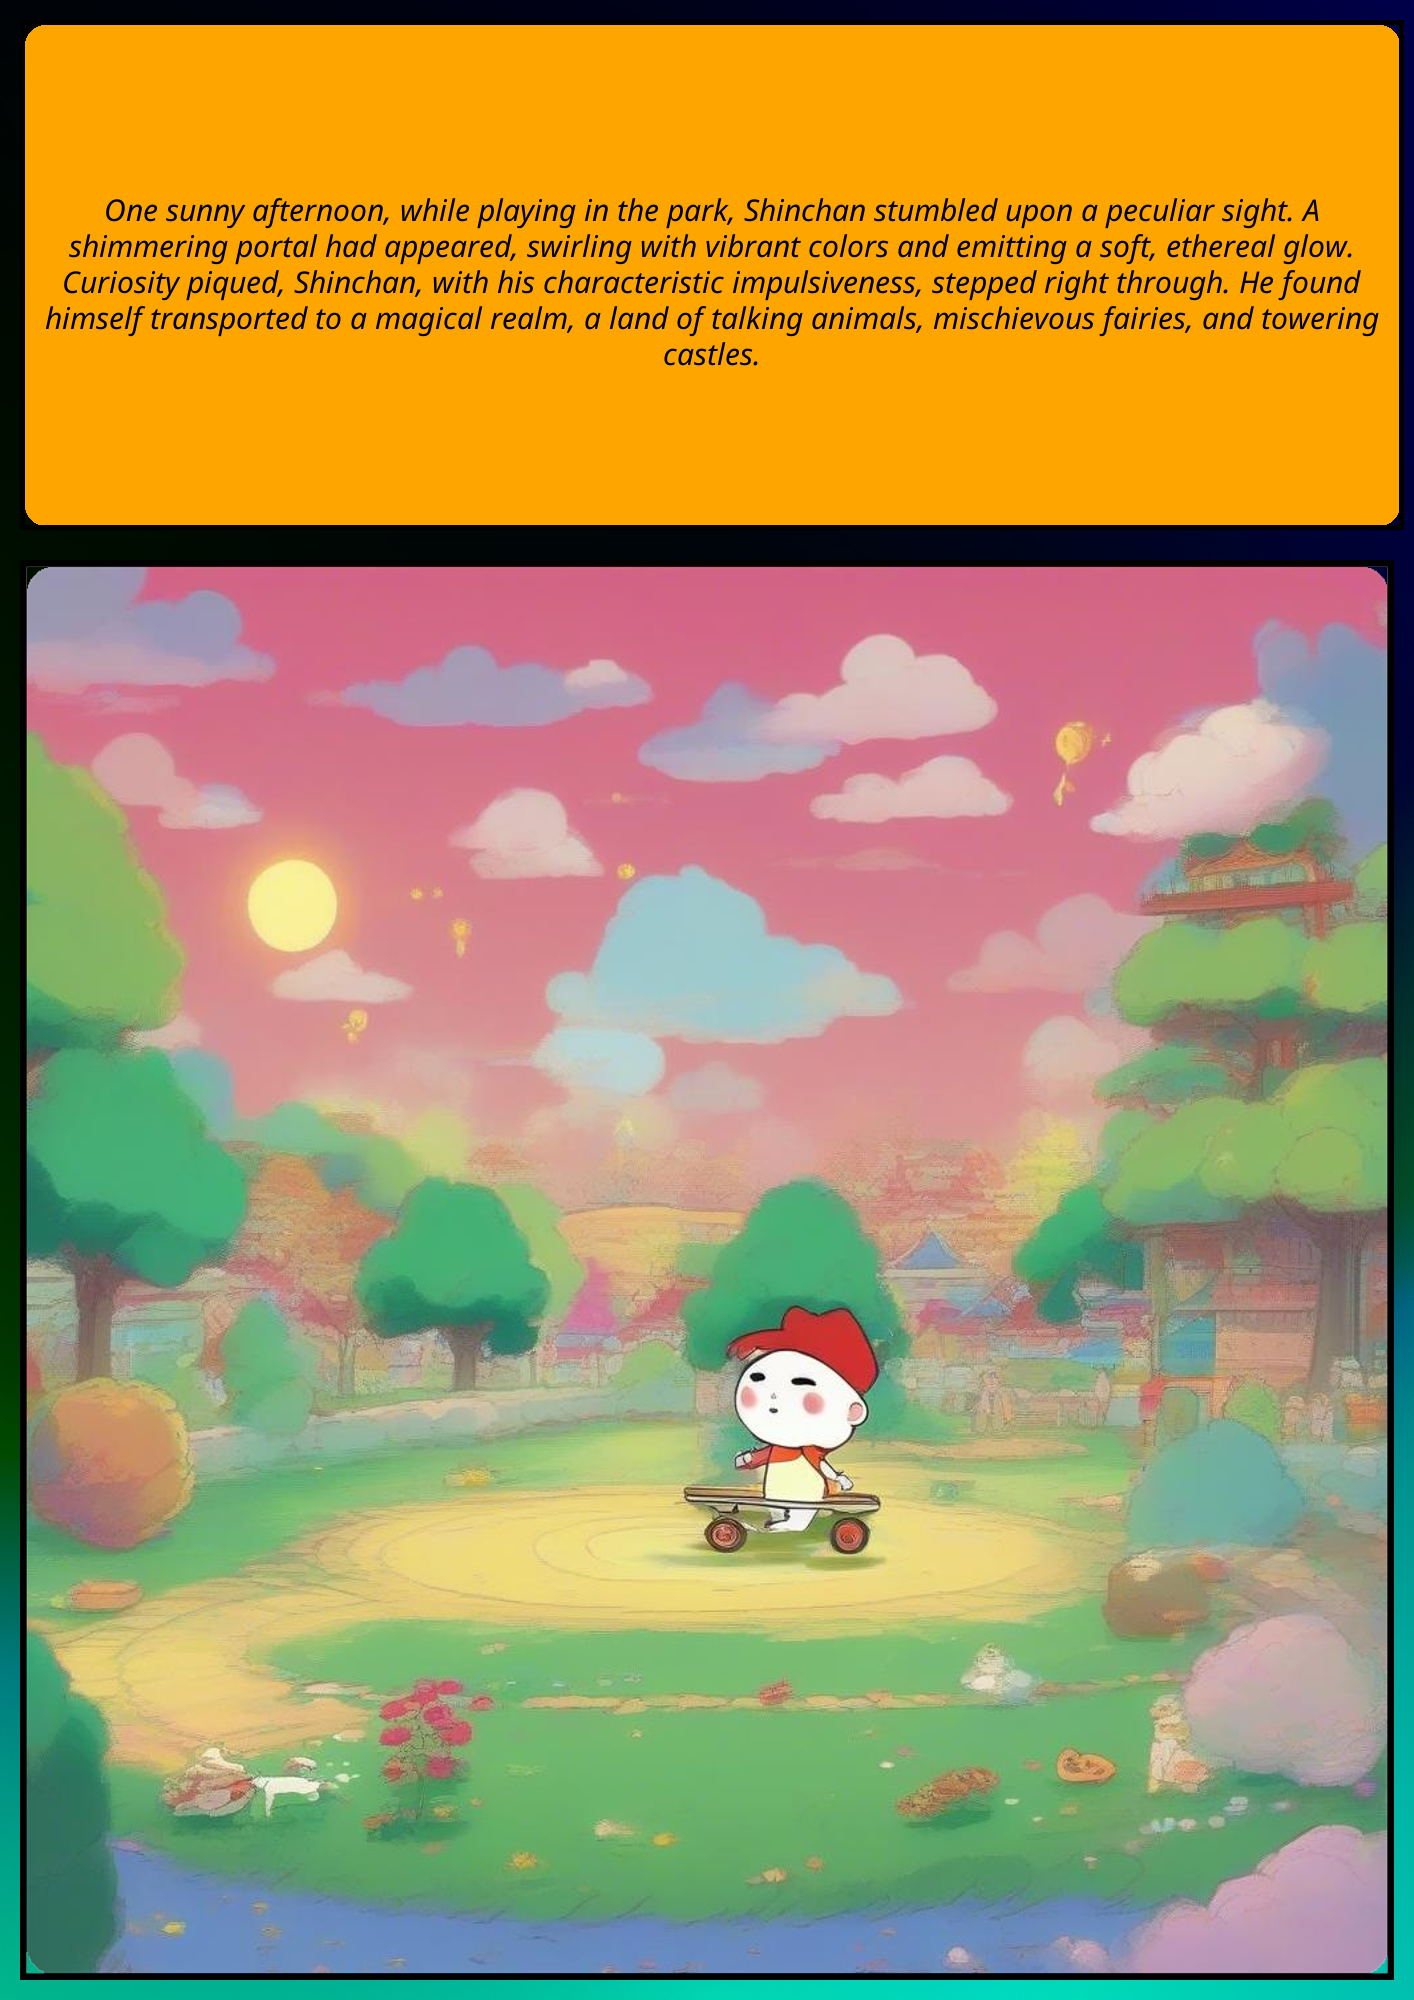 One sunny afternoon, while playing in the park, Shinchan stumbled upon a peculiar sight. A
shimmering portal had appeared, swirling with vibrant colors and emitting a soft, ethereal glow.
Curiosity piqued, Shinchan, with his characteristic impulsiveness, stepped right through. He found
himself transported to a magical realm, a land of talking animals, mischievous fairies, and towering
castles.